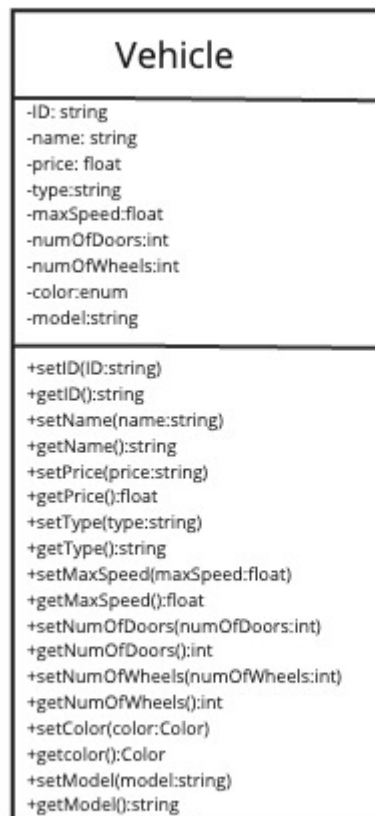 Vehicle
-ID: string
-name: string
-price: float
-type:string
-maxSpeed:float
-numOfDoors:int
-numOfWheels:int
-color:enum
-model:string
+setID(ID:string)
+getID():string
+setName(name:string)
+getName():string
+setPrice(price:string)
+getPrice():float
+setType(type:string)
+getType():string
+setMaxSpeed(maxSpeed:float)
+getMaxSpeed():float
+setNumOfDoors(numOfDoors:int)
+getNumOfDoors():int
+setNumOfWheels(numOfWheels:int)
+getNumOfWheels():int
+setColor(color:Color)
+getcolor():Color
+setModel(model:string)
+getModel():string